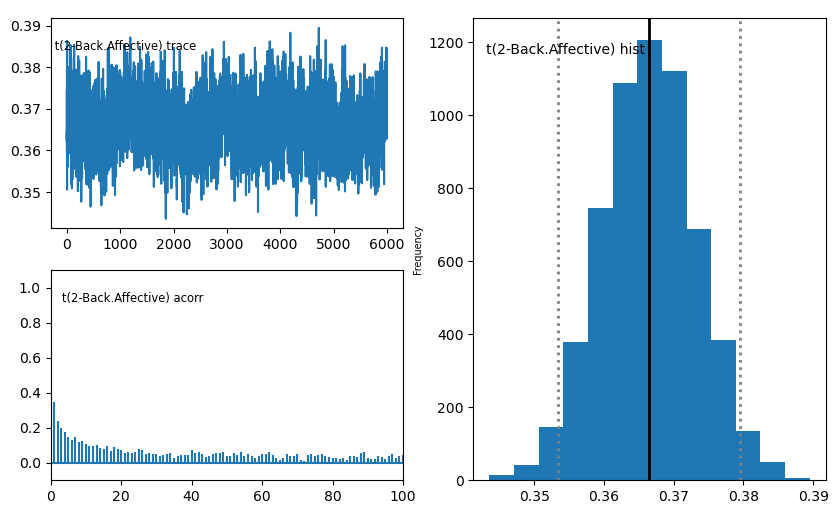 t(2-Back.Affective) trace
0.39
0.38
0.37
0.36
0.35
0 1000 2000 3000 4000 5000 6000
t(2-Back.Affective) acorr
1.0
0.8
0.6
0.4
0.2
0.0
0 20 40 60 80 100
t(2-Back.Affective) hist
Frequency
1200
1000
800
600
400
200
0
0.35 0.36 0.37 0.38 0.39